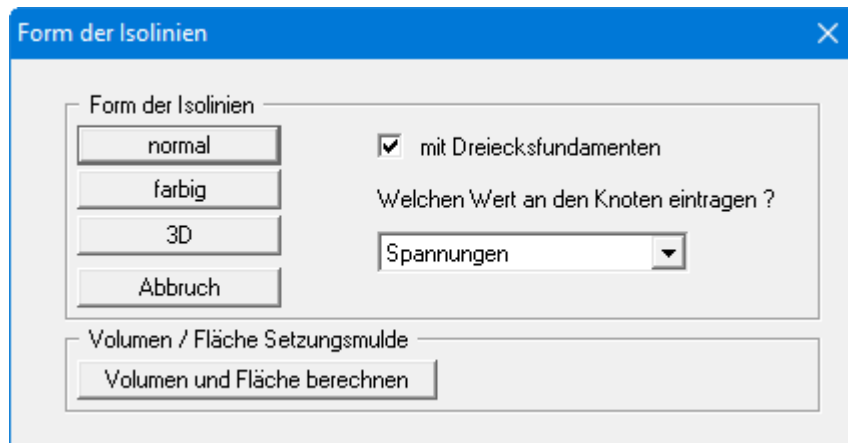 Form der Isolinien
Form der Isolinien
normal
mit Dreiecksfundamenten
farbig
Welchen Wert an den Knoten eintragen ?
3D
Spannungen
Abbruch
Volumen / Fläche Setzungsmulde
Volumen und Fläche berechnen